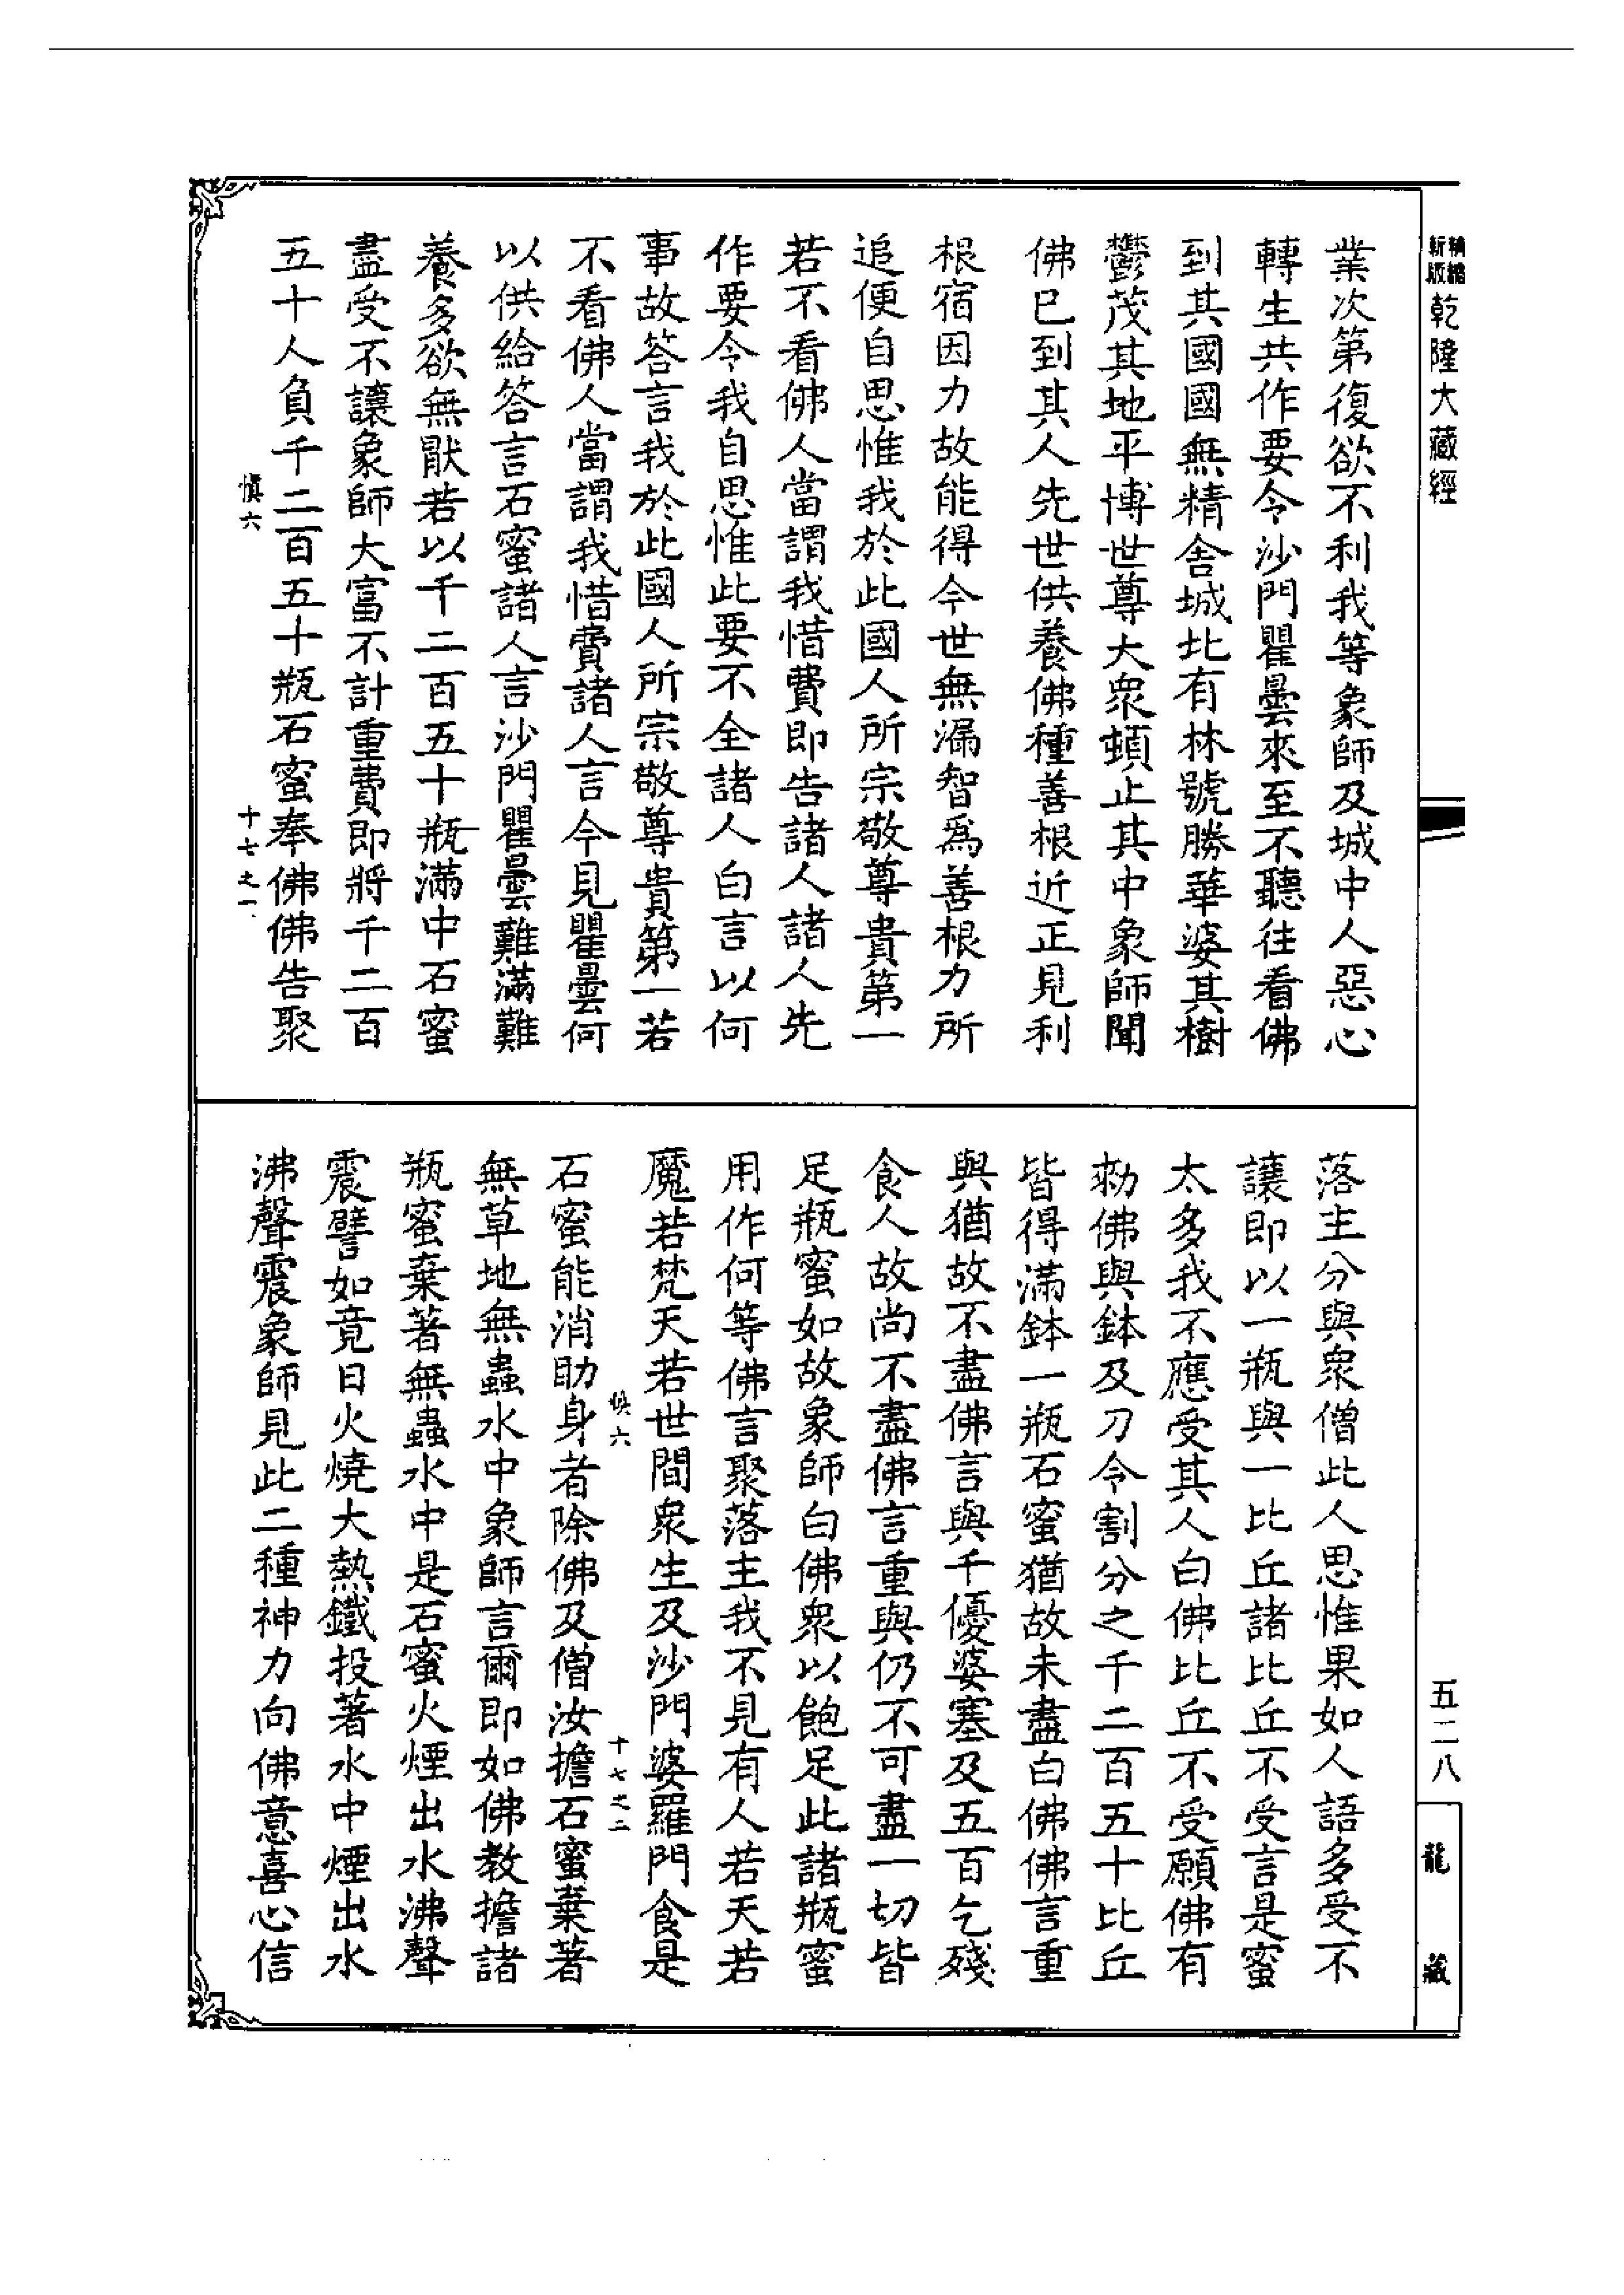 精縮新版乾隆大藏經
業次第復欲不利我等象師及城中人惡心
轉生共作要令沙門瞿曇來至不聽往看佛
到其國國無精舍城北有林號勝葉婆其樹
鬱茂其地平博世尊大眾頓止其中象師聞
佛已到其人先世供養佛種善根近正見利
根宿因力故能得今世無漏智為善根力所
追便自思惟我於此國人所宗敬尊貴第一
若不看佛人當謂我惜費即告諸人諸人先
作要令我自思惟此要不全諸人白言以何
事故答言我於此國人所宗敬尊貴第一若
不看佛人當謂我惜費諸人言今見瞿曇何
以供給答言石蜜諸人言沙門瞿曇難滿難
養多欲無猒若以千二百五十瓶滿中石蜜
盡受不讓象師大富不計重費即將千二百
五十人負千二百五十瓶石蜜奉佛佛告聚
慎六
十七之一
落主分與眾僧此人思惟果如人語多受不
讓即以一瓶與一比丘諸比丘不受言是蜜
太多我不應受其人白佛比丘不受願佛有
勑佛與鉢及刀令割分之千二百五十比丘
皆得滿鉢一瓶石蜜猶故未盡白佛佛言重
與猶故不盡佛言與千優婆塞及五百乞殘
食人故尚不盡佛言重與仍不可盡一切皆
足瓶蜜如故象師白佛眾以飽足此諸瓶蜜
用作何等佛言聚落主我不見有人若天若
魔若梵天若世間眾生及沙門婆羅門食是
慎六
十七之二
石蜜能消助身者除佛及僧汝擔石蜜棄著
無草地無蟲水中象師言爾即如佛教擔諸
瓶蜜棄著無蟲水中是石蜜火煙出水沸聲
震譬如竟日火燒大熱鐵投著水中煙出水
沸聲震象師見此二種神力向佛意喜心信
五二八
龍藏